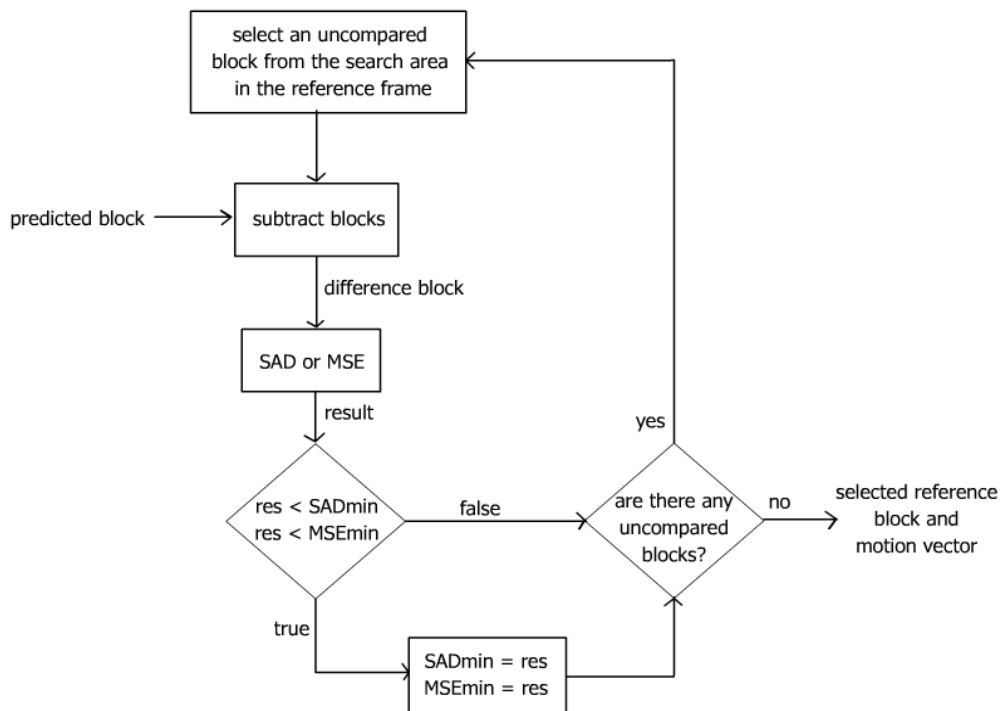 select an uncompared
block from the search area
in the reference frame
predicted block
subtract blocks
difference block
SAD or MSE
result
res < SADmin
res < MSEmin
false
true
SADmin = res
MSEmin = res
are there any
uncompared
blocks?
yes
no
selected reference
block and
motion vector